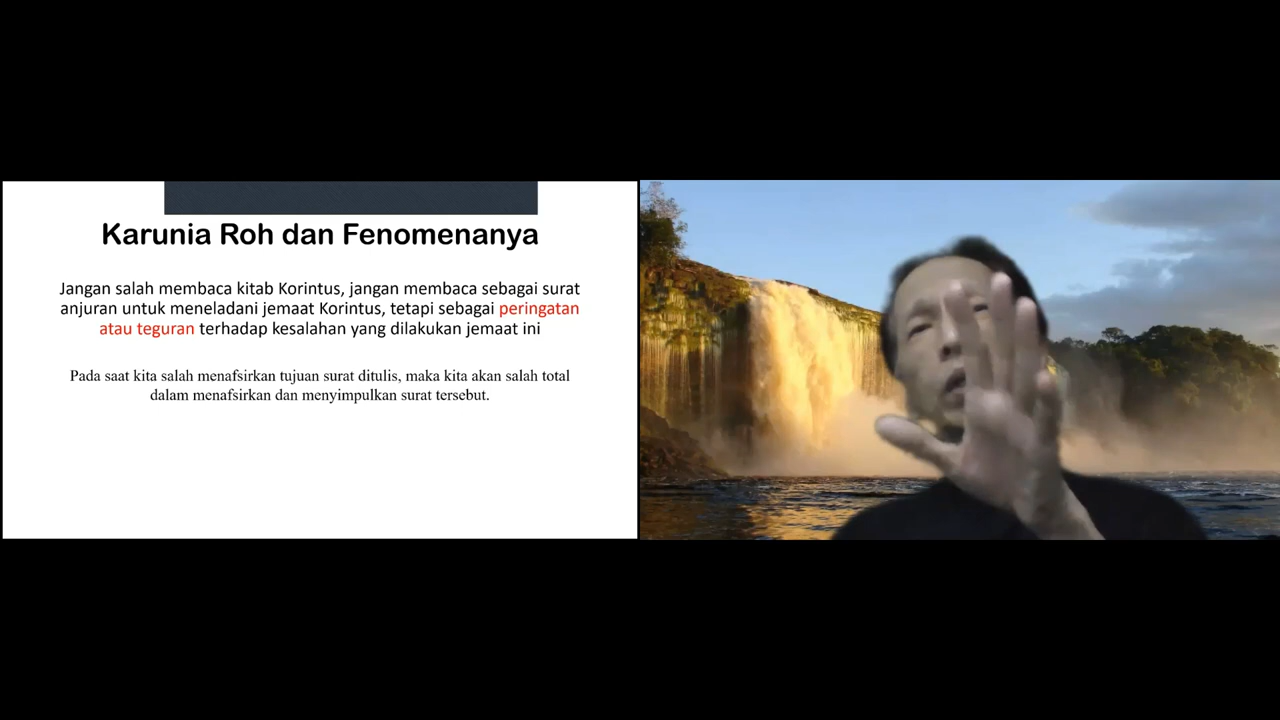 Karunia Roh dan Fenomenanya
Jangan salah membaca kitab Korintus, jangan membaca sebagai surat
anjuran untuk meneladani jemaat Korintus, tetapi sebagai peringatan
atau teguran terhadap kesalahan yang dilakukan jemaat ini
Pada saat kita salah menafsirkan tujuan surat ditulis, maka kita akan salah total
dalam menafsirkan dan menyimpulkan surat tersebut.